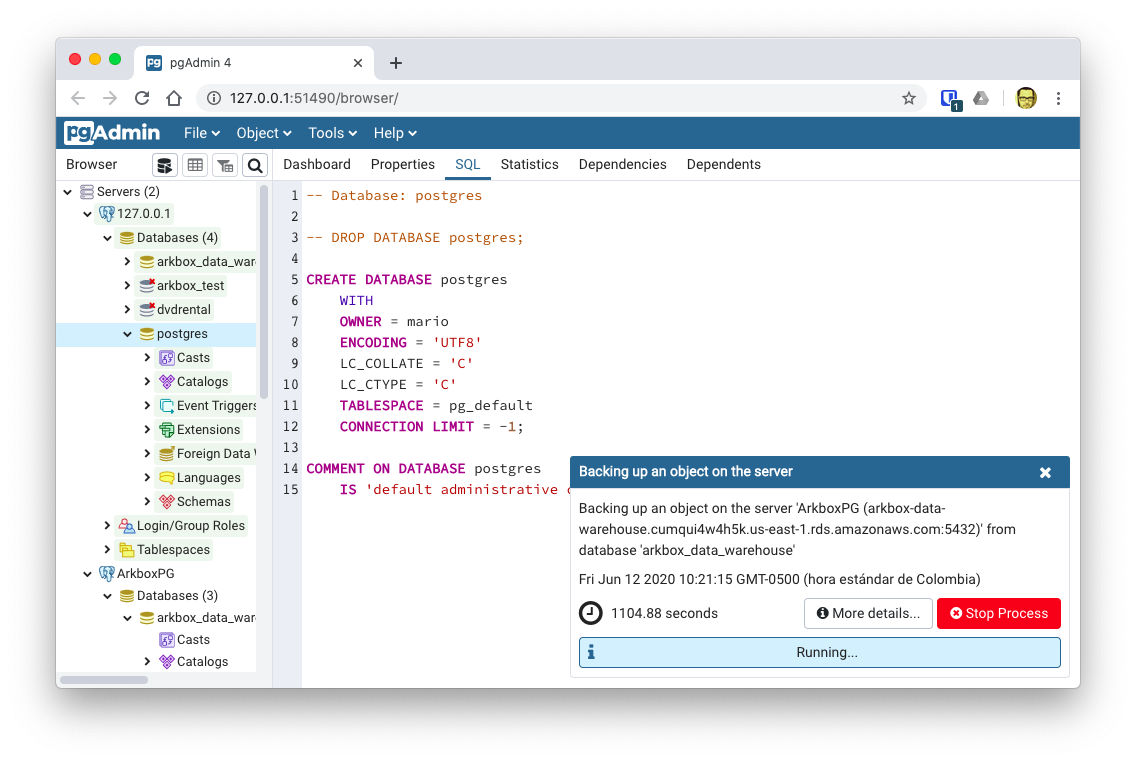 pg pgAdmin 4
127.0.0.1:51490/browser/
1
pgAdmin File Object Tools Help
Browser
Dashboard Properties SQL Statistics Dependencies Dependents
Servers (2)
127.0.0.1
Databases (4)
arkbox_data_war
arkbox_test
dvdrental
postgres
Casts
Catalogs
Event Triggers
Extensions
Foreign Data
Languages
Schemas
Login/Group Roles
Tablespaces
ArkboxPG
Databases (3)
arkbox_data_war
Casts
Catalogs
1 -- Database: postgres
2
3 -- DROP DATABASE postgres;
4
5 CREATE DATABASE postgres
6 WITH
7 OWNER = mario
8 ENCODING = 'UTF8'
9 LC_COLLATE = 'C'
10 LC_CTYPE = 'C'
11 TABLESPACE = pg_default
12 CONNECTION LIMIT = -1;
13
14 COMMENT ON DATABASE postgres
15 IS 'default administrative
Backing up an object on the server
Backing up an object on the server 'ArkboxPG (arkbox-data-
warehouse.cumqui4w4h5k.us-east-1.rds.amazonaws.com:5432)' from
database 'arkbox_data_warehouse'
Fri Jun 12 2020 10:21:15 GMT-0500 (hora estándar de Colombia)
1104.88 seconds More details... Stop Process
Running...